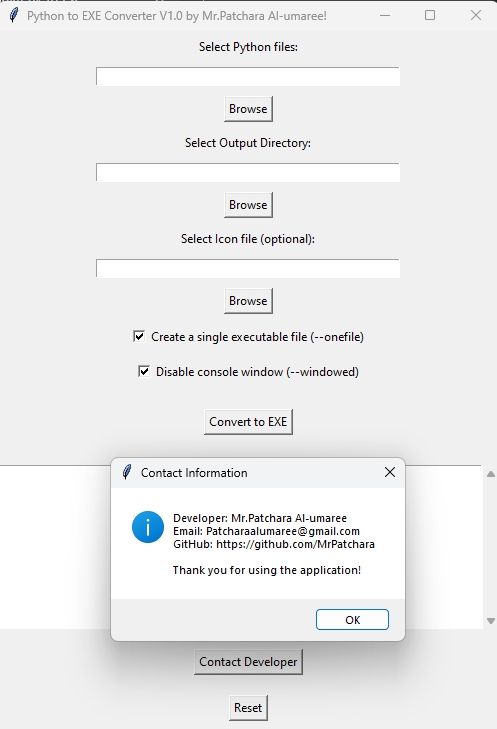 Python to EXE Converter V1.0 by Mr.Patchara Al-umaree!
Select Python files:
Browse
Select Output Directory:
Browse
Select Icon file (optional):
Browse
Create a single executable file (--onefile)
Disable console window (--windowed)
Convert to EXE
Contact Information
Developer: Mr.Patchara Al-umaree
Email: Patcharaalumaree@gmail.com
GitHub: https://github.com/MrPatchara
Thank you for using the application!
OK
Contact Developer
Reset